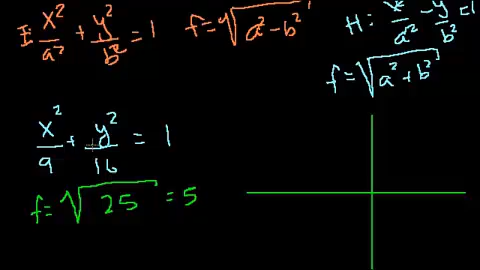 E: x²/a² + y²/b² = 1 f = √(a² - b²) H: x²/a² - y²/b² = 1
f = √(a² + b²)
x²/9 + y²/16 = 1
f = √25 = 5